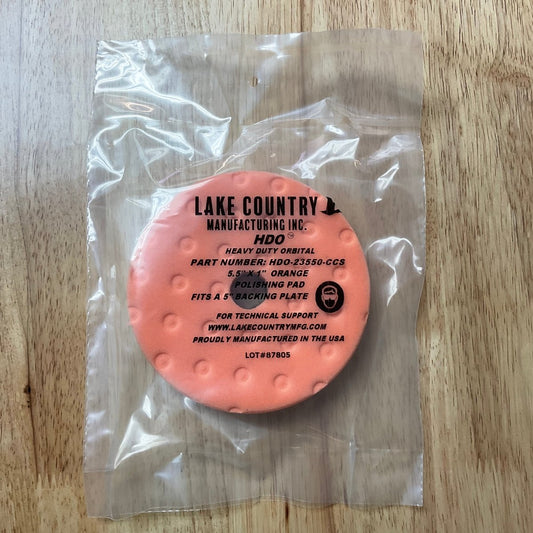 LAKE COUNTRY
MANUFACTURING INC.
HDO
HEAVY DUTY ORBITAL
PART NUMBER: HDO-23550-CCS
5.5" X 1" ORANGE
POLISHING PAD
FITS A 5" BACKING PLATE
FOR TECHNICAL SUPPORT
WWW.LAKECOUNTRYMFG.COM
PROUDLY MANUFACTURED IN THE USA
LOT#87805